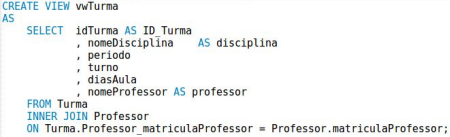 CREATE VIEW vwTurma
AS
SELECT idTurma AS ID_Turma
, nomeDisciplina AS disciplina
, periodo
, turno
, diasAula
, nomeProfessor AS professor
FROM Turma
INNER JOIN Professor
ON Turma.Professor_matriculaProfessor = Professor.matriculaProfessor;